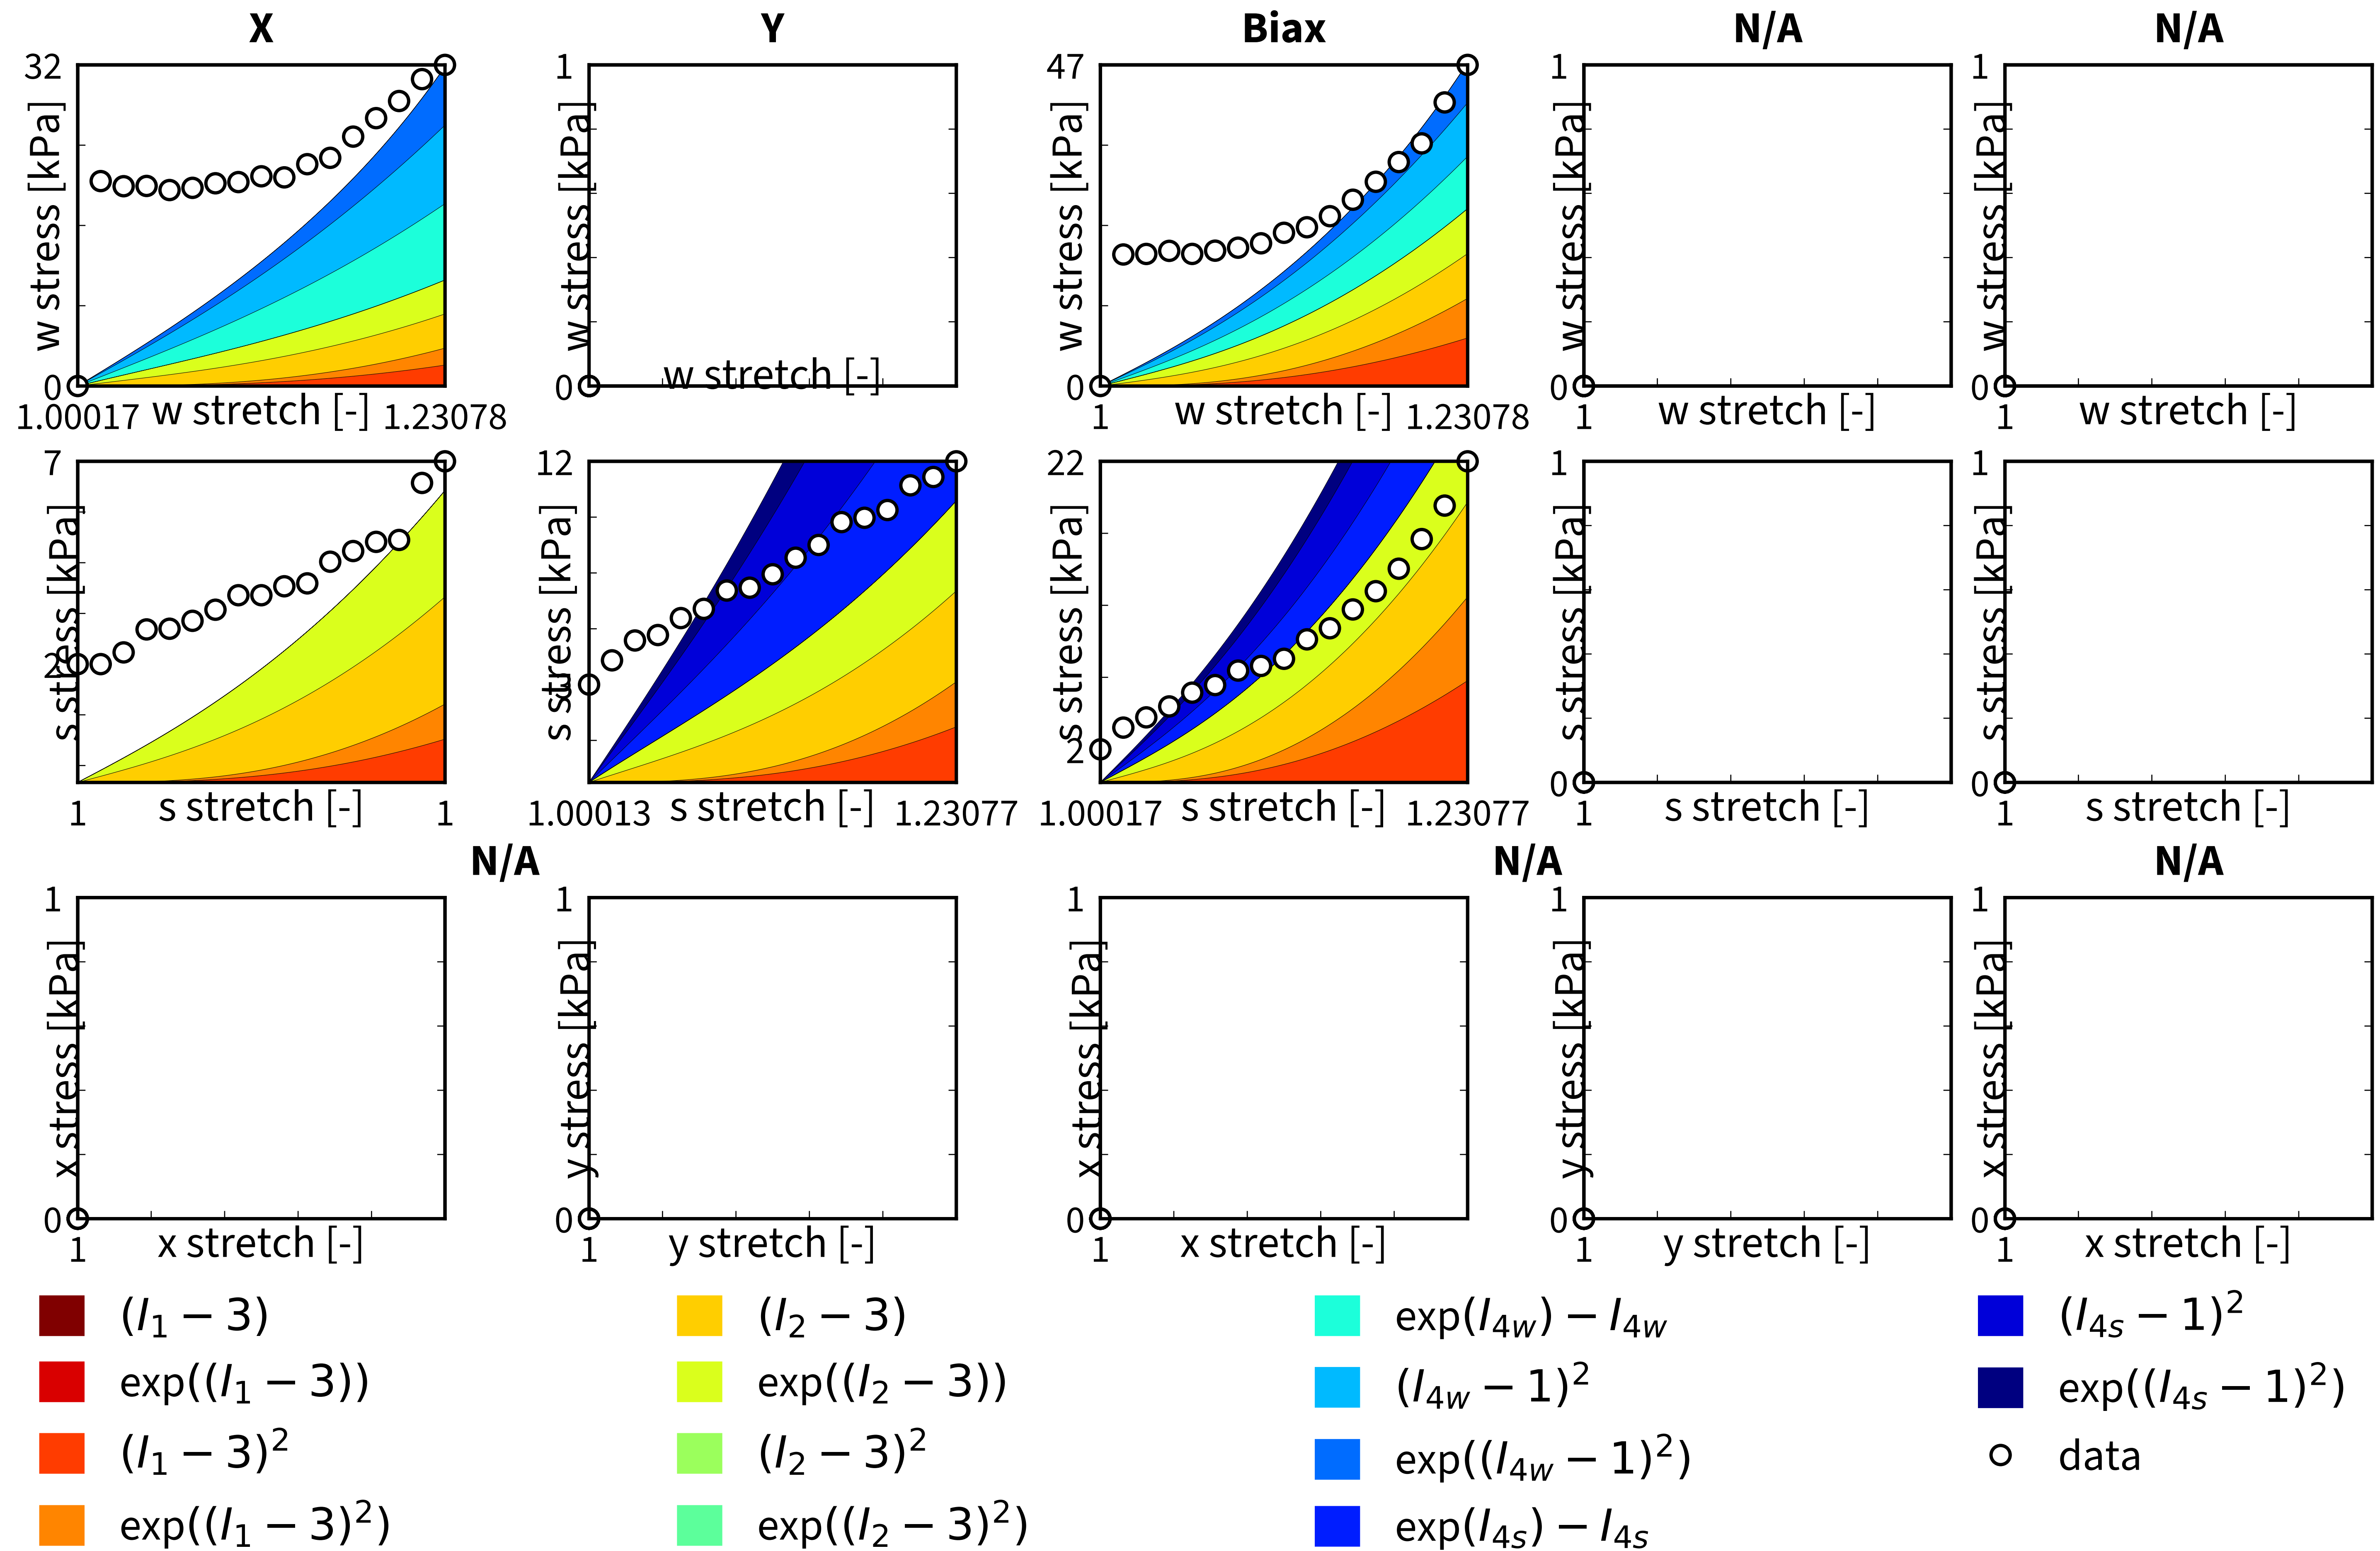 X Y Biax N/A N/A
32 1 47 1 1
w stress [kPa] w stress [kPa] w stress [kPa] w stress [kPa] w stress [kPa]
w stretch [-]
0 0 0 0 0
1.00017 w stretch [-] 1.23078 1 w stretch [-] 1.23078 1 w stretch [-] 1 w stretch [-]
7 12 22 1 1
s stress [kPa] s stress [kPa] s stress [kPa] s stress [kPa] s stress [kPa]
2 3 2 0 0
1 s stretch [-] 1 1.00013 s stretch [-] 1.23077 1.00017 s stretch [-] 1.23077 1 s stretch [-] 1 s stretch [-]
N/A N/A N/A
1 1 1 1 1
x stress [kPa] y stress [kPa] x stress [kPa] y stress [kPa] x stress [kPa]
0 0 0 0 0
1 x stretch [-] 1 y stretch [-] 1 x stretch [-] 1 y stretch [-] 1 x stretch [-]
(I₁ − 3) (I₂ − 3) exp(I₄w) − I₄w (I₄s − 1)²
exp((I₁ − 3)) exp((I₂ − 3)) (I₄w − 1)² exp((I₄s − 1)²)
(I₁ − 3)² (I₂ − 3)² exp((I₄w − 1)²) data
exp((I₁ − 3)²) exp((I₂ − 3)²) exp(I₄s) − I₄s